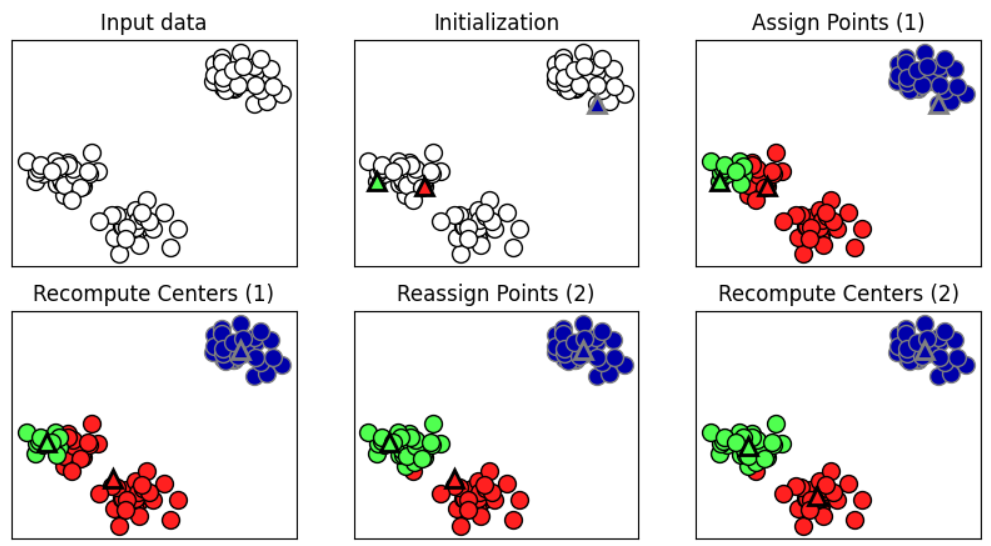 Input data
Initialization
Assign Points (1)
Recompute Centers (1)
Reassign Points (2)
Recompute Centers (2)